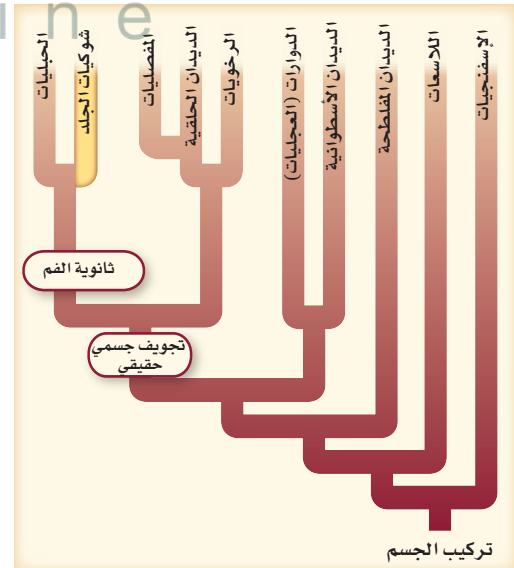 une
الإسفنجيات
اللاسعات
الديدان المفلطحة
الديدان الأسطوانية
الدوارات (العجليات)
الرخويات
الديدان الحلقية
المفصليات
شوكيات الجلد
الحبليات
ثانوية الفم
تجويف جسمي
حقيقي
تركيب الجسم